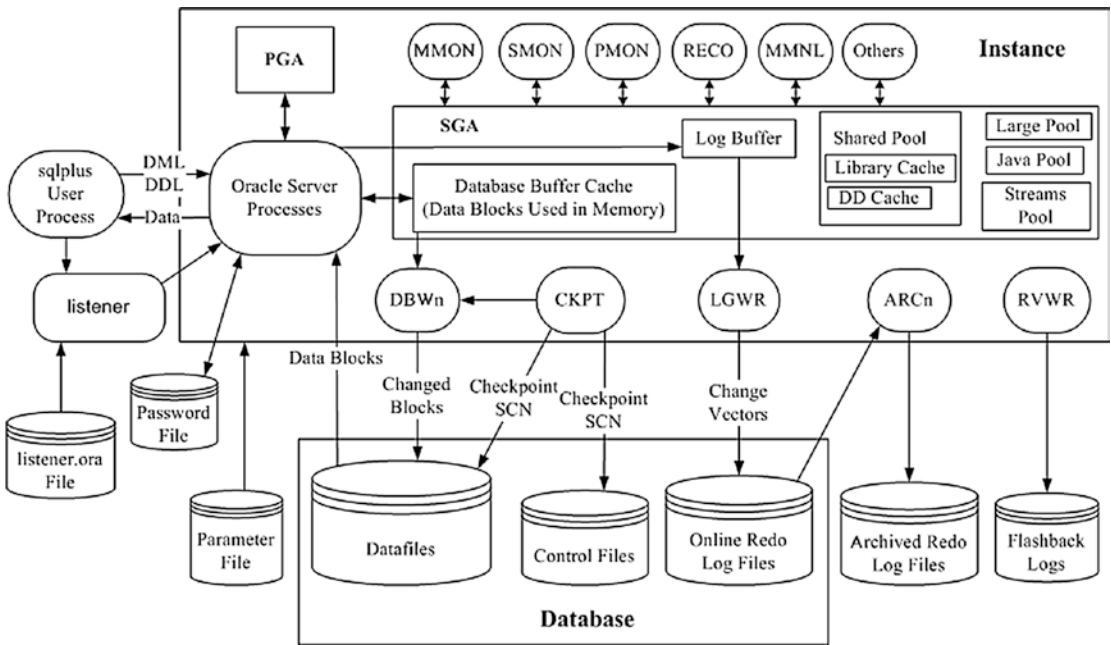 MMON
SMON
PMON
RECO
MMNL
Others
Instance
PGA
SGA
Log Buffer
Shared Pool
Library Cache
DD Cache
Large Pool
Java Pool
Streams
Pool
sqlplus
User
Process
DML
DDL
Data
Oracle Server
Processes
Database Buffer Cache
(Data Blocks Used in Memory)
listener
DBWn
CKPT
LGWR
ARCn
RVWR
Data Blocks
Changed
Blocks
Checkpoint
SCN
Checkpoint
SCN
Change
Vectors
Password
File
listener.ora
File
Parameter
File
Datafiles
Control Files
Online Redo
Log Files
Archived Redo
Log Files
Flashback
Logs
Database